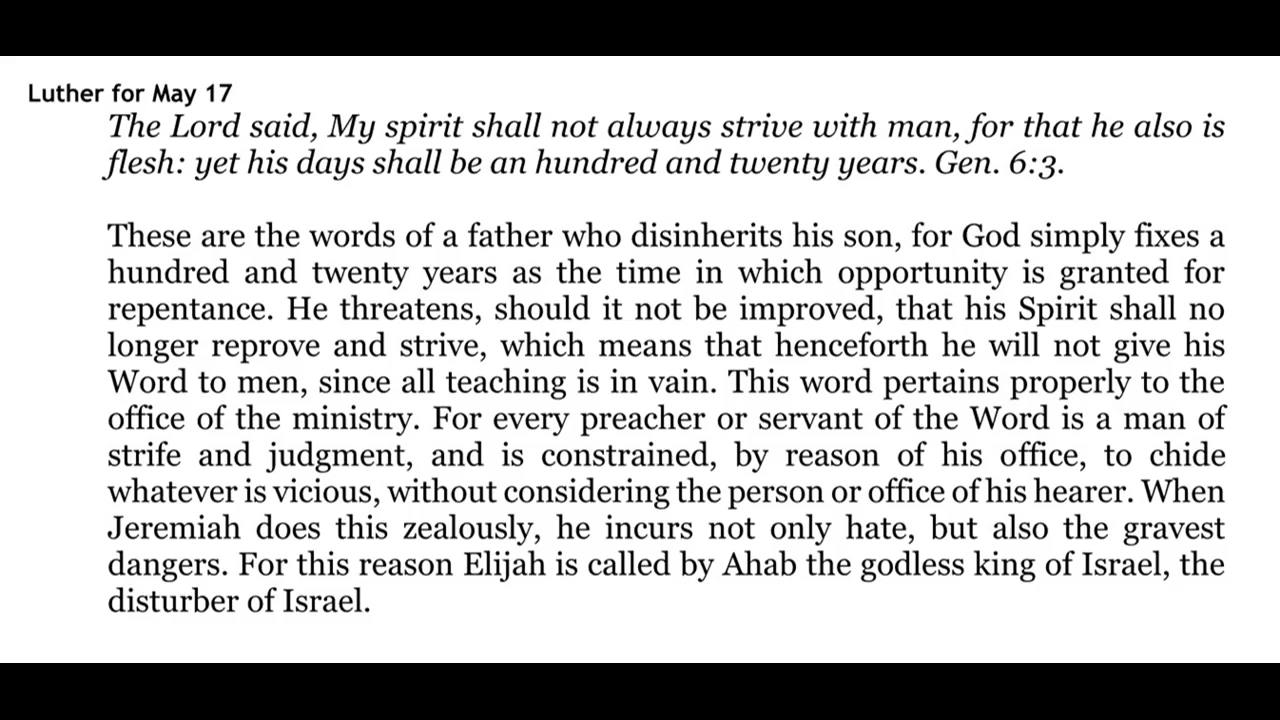 Luther for May 17
The Lord said, My spirit shall not always strive with man, for that he also is
flesh: yet his days shall be an hundred and twenty years. Gen. 6:3.
These are the words of a father who disinherits his son, for God simply fixes a
hundred and twenty years as the time in which opportunity is granted for
repentance. He threatens, should it not be improved, that his Spirit shall no
longer reprove and strive, which means that henceforth he will not give his
Word to men, since all teaching is in vain. This word pertains properly to the
office of the ministry. For every preacher or servant of the Word is a man of
strife and judgment, and is constrained, by reason of his office, to chide
whatever is vicious, without considering the person or office of his hearer. When
Jeremiah does this zealously, he incurs not only hate, but also the gravest
dangers. For this reason Elijah is called by Ahab the godless king of Israel, the
disturber of Israel.